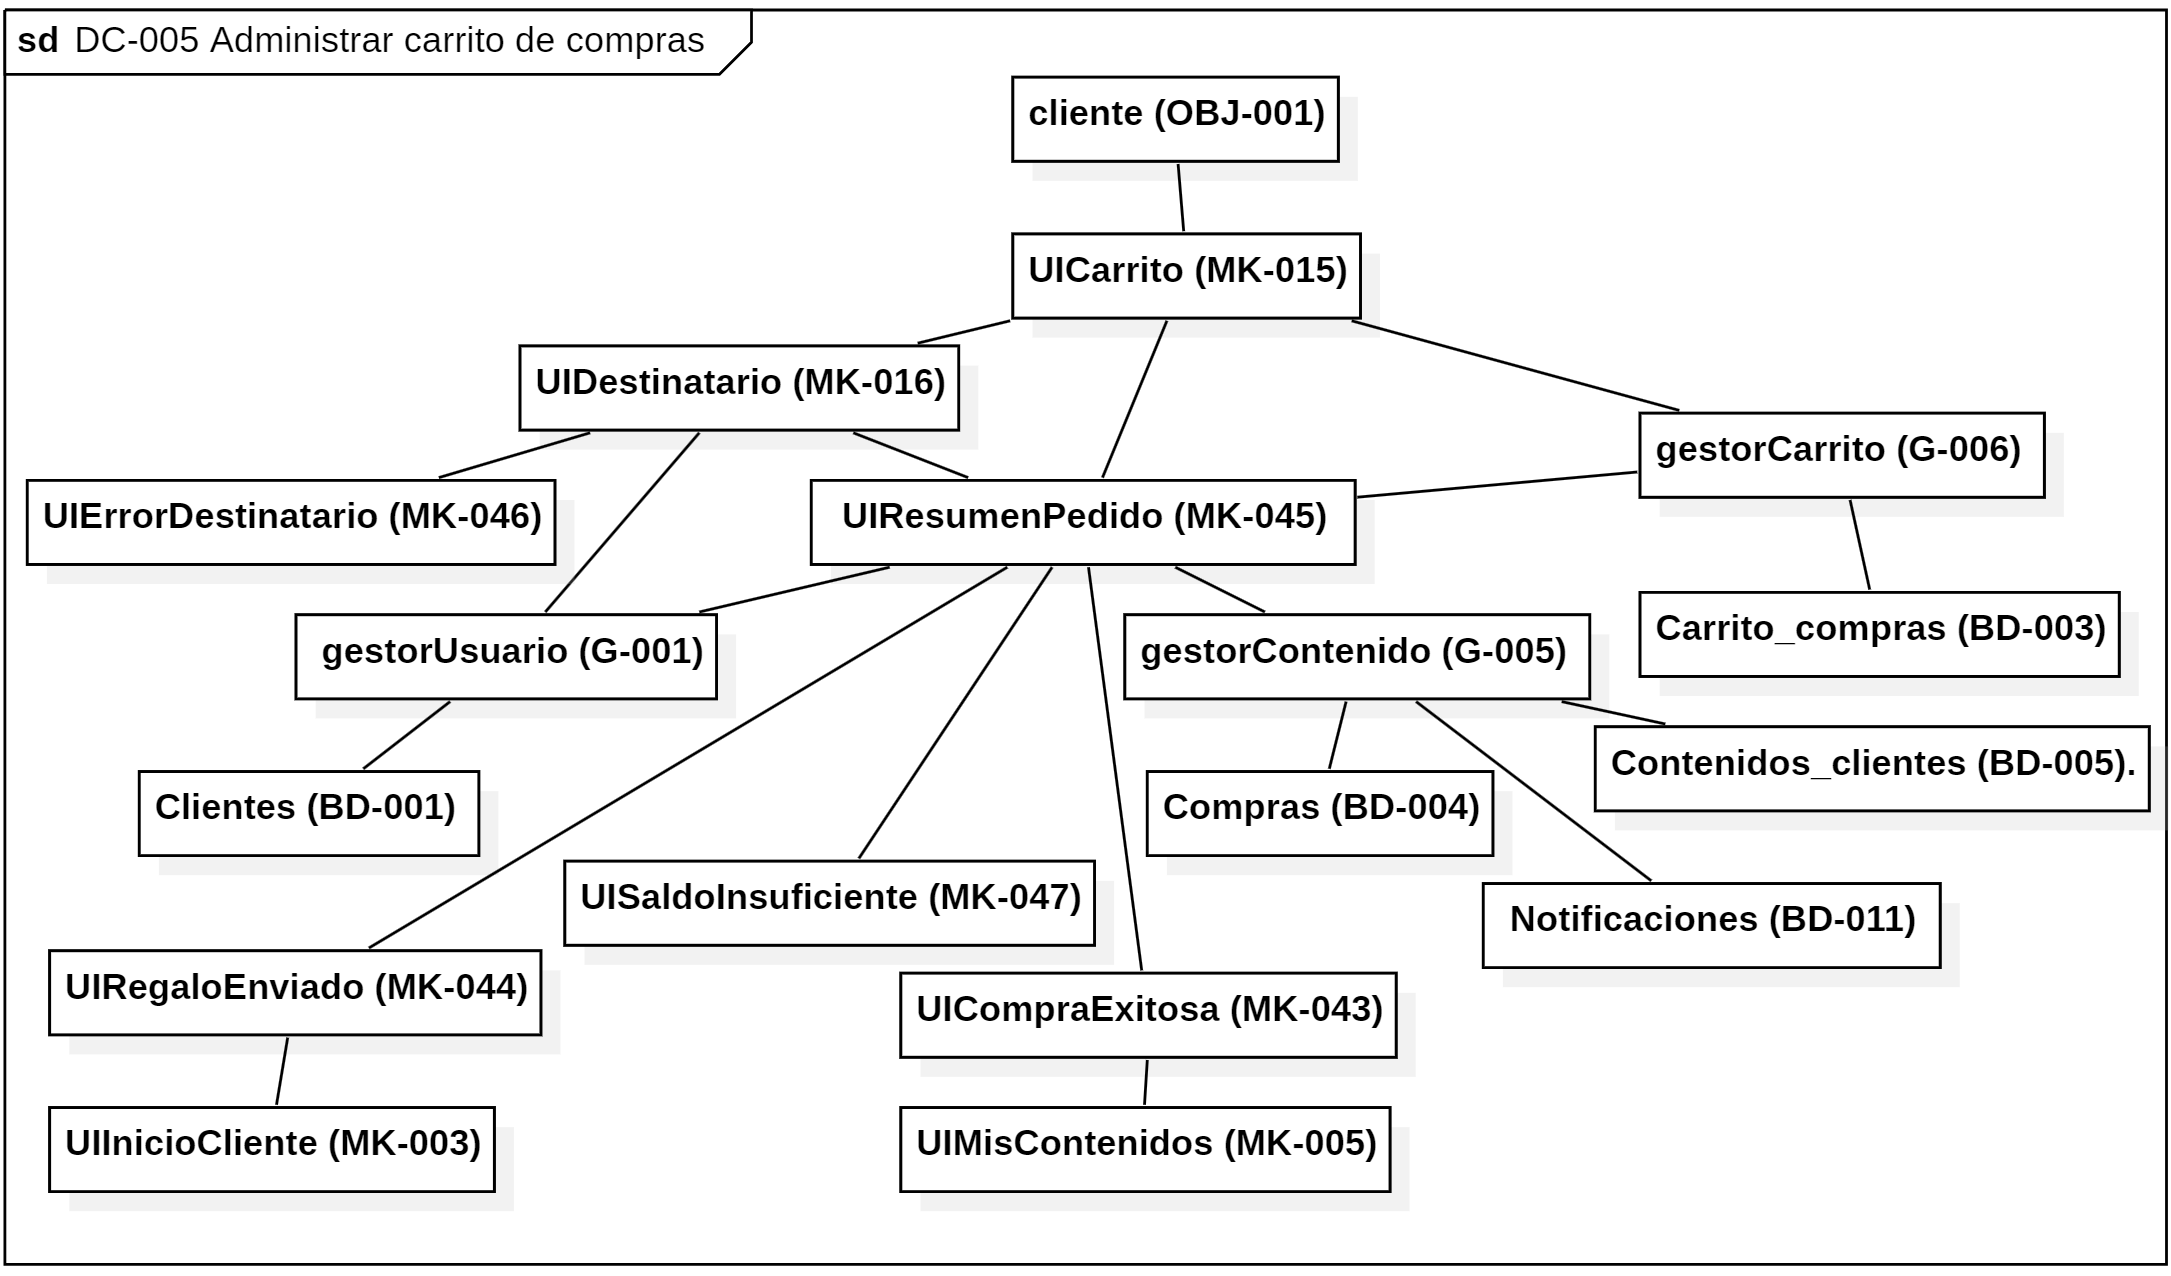 sd DC-005 Administrar carrito de compras
cliente (OBJ-001)
UICarrito (MK-015)
UIDestinatario (MK-016)
gestorCarrito (G-006)
UIErrorDestinatario (MK-046)
UIResumenPedido (MK-045)
Carrito_compras (BD-003)
gestorUsuario (G-001)
gestorContenido (G-005)
Contenidos_clientes (BD-005).
Clientes (BD-001)
Compras (BD-004)
UISaldoInsuficiente (MK-047)
Notificaciones (BD-011)
UIRegaloEnviado (MK-044)
UICompraExitosa (MK-043)
UIInicioCliente (MK-003)
UIMisContenidos (MK-005)